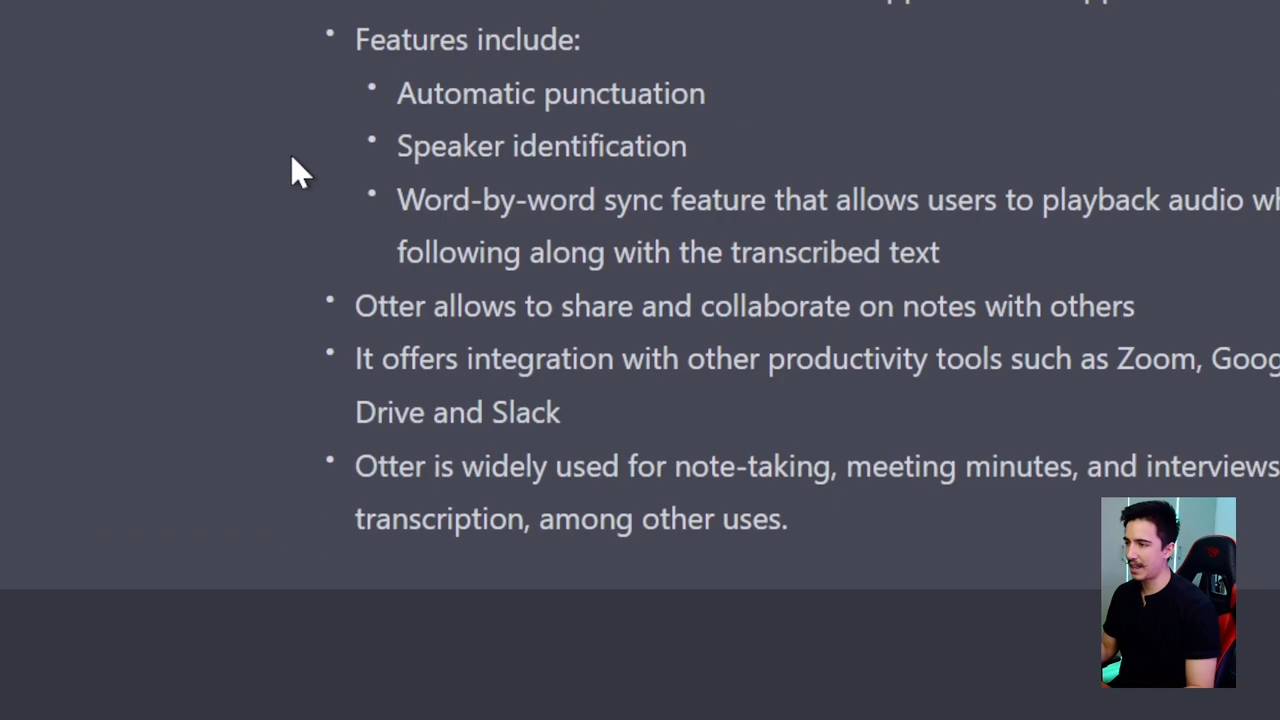 Features include:
Automatic punctuation
Speaker identification
Word-by-word sync feature that allows users to playback audio
following along with the transcribed text
Otter allows to share and collaborate on notes with others
It offers integration with other productivity tools such as Zoom,
Drive and Slack
Otter is widely used for note-taking, meeting minutes, and interviews
transcription, among other uses.